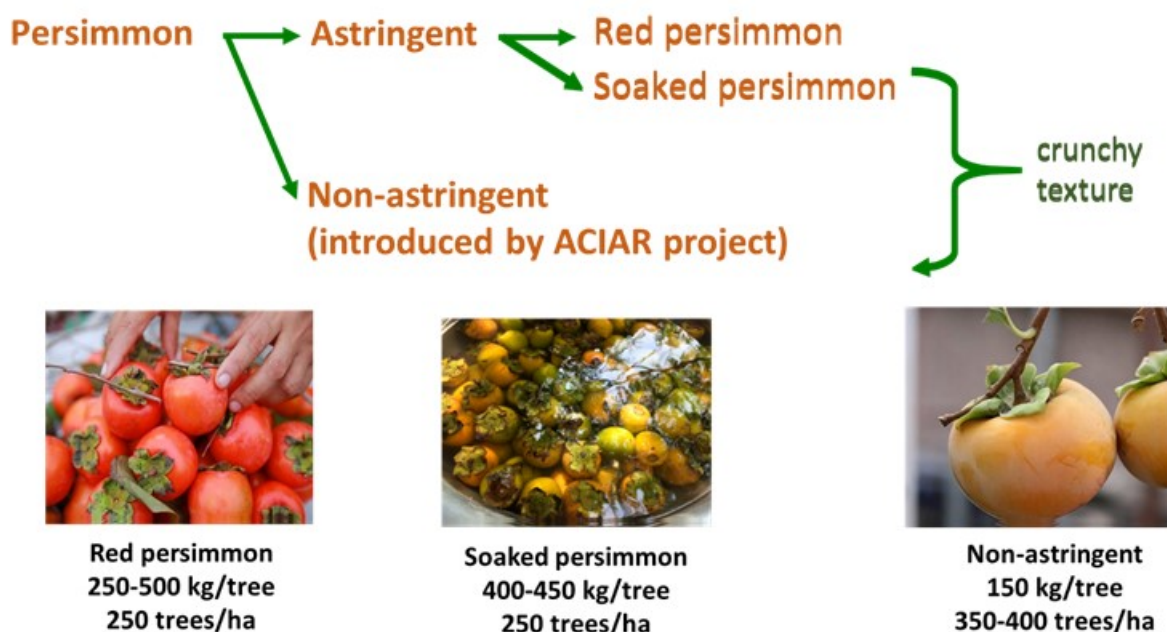 Persimmon
Astringent
Red persimmon
Soaked persimmon
Non-astringent
(introduced by ACIAR project)
crunchy
texture
Red persimmon
250-500 kg/tree
250 trees/ha
Soaked persimmon
400-450 kg/tree
250 trees/ha
Non-astringent
150 kg/tree
350-400 trees/ha